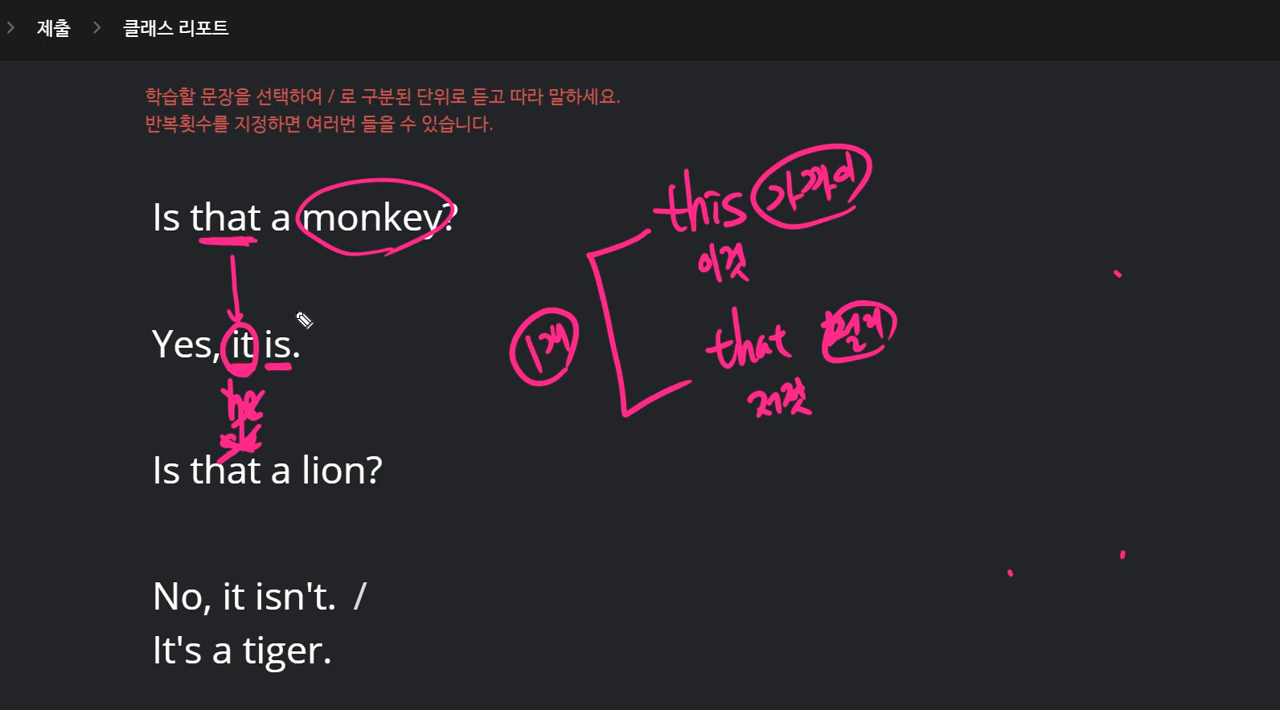 제출 클래스 리포트
학습할 문장을 선택하여 / 로 구분된 단위로 듣고 따라 말하세요.
반복횟수를 지정하면 여러번 들을 수 있습니다.
Is that a monkey?
Yes, it is.
he
Is that a lion?
No, it isn't. /
It's a tiger.
this 가까이
이것
1개
that 멀리
저것